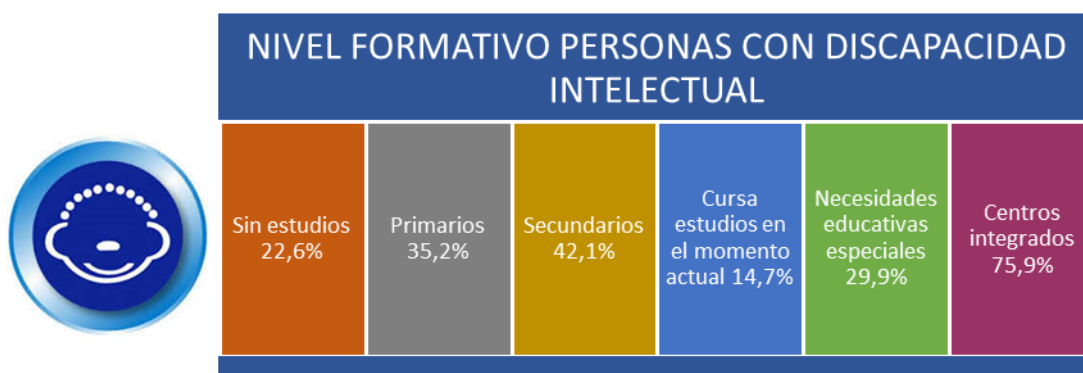 NIVEL FORMATIVO PERSONAS CON DISCAPACIDAD
INTELECTUAL
Sin estudios
22,6%
Primarios
35,2%
Secundarios
42,1%
Cursa
estudios en
el momento
actual 14,7%
Necesidades
educativas
especiales
29,9%
Centros
integrados
75,9%